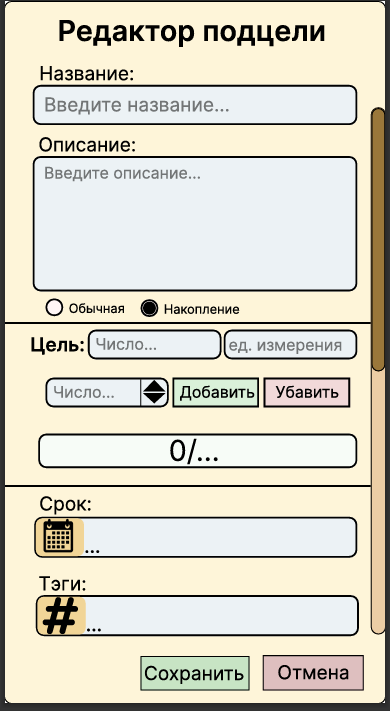 Редактор подцели
Название:
Введите название...
Описание:
Введите описание...
Обычная Накопление
Цель: Число... ед. измерения
Число... Добавить Убавить
0/...
Срок:
...
Тэги:
# ...
Сохранить Отмена